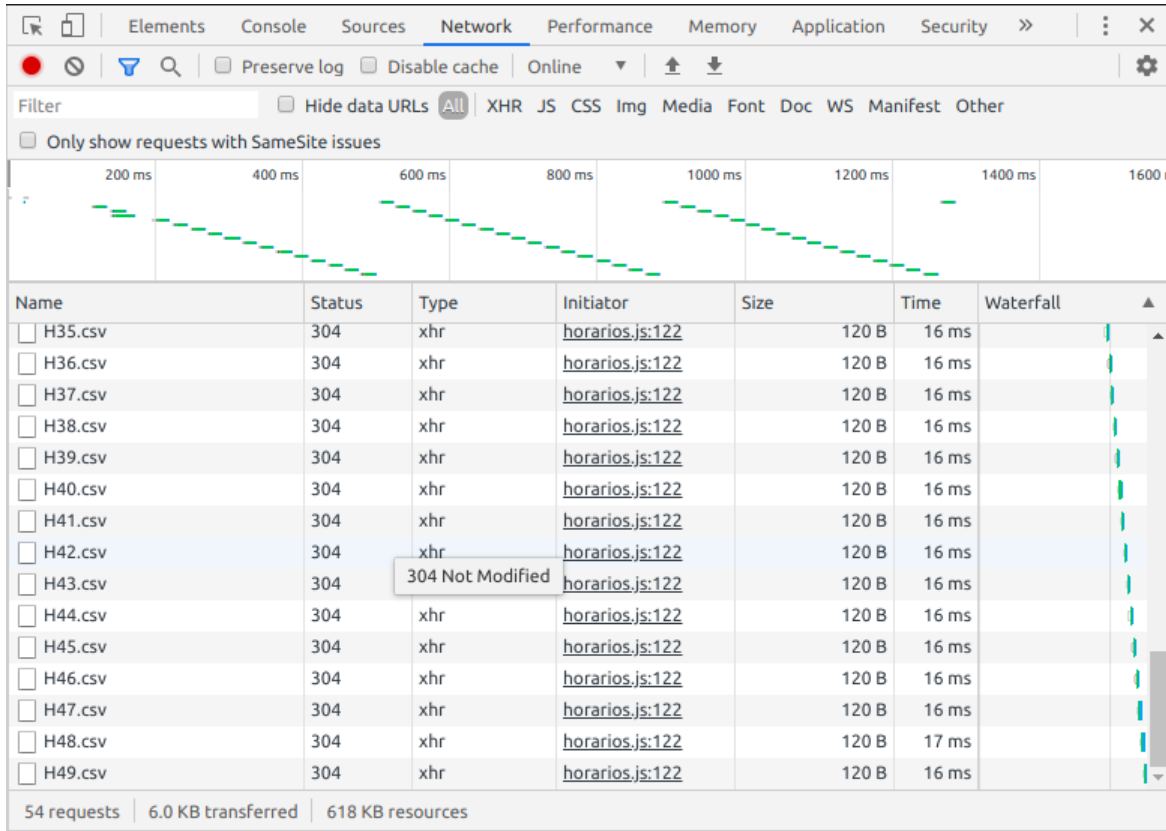 Elements Console Sources Network Performance Memory Application Security »
Preserve log Disable cache Online
Filter Hide data URLs All XHR JS CSS Img Media Font Doc WS Manifest Other
Only show requests with SameSite issues
200 ms 400 ms 600 ms 800 ms 1000 ms 1200 ms 1400 ms 1600
Name Status Type Initiator Size Time Waterfall
H35.csv 304 xhr horarios.js:122 120 B 16 ms
H36.csv 304 xhr horarios.js:122 120 B 16 ms
H37.csv 304 xhr horarios.js:122 120 B 16 ms
H38.csv 304 xhr horarios.js:122 120 B 16 ms
H39.csv 304 xhr horarios.js:122 120 B 16 ms
H40.csv 304 xhr horarios.js:122 120 B 16 ms
H41.csv 304 xhr horarios.js:122 120 B 16 ms
H42.csv 304 xhr horarios.js:122 120 B 16 ms
304 Not Modified
H43.csv 304 horarios.js:122 120 B 16 ms
H44.csv 304 xhr horarios.js:122 120 B 16 ms
H45.csv 304 xhr horarios.js:122 120 B 16 ms
H46.csv 304 xhr horarios.js:122 120 B 16 ms
H47.csv 304 xhr horarios.js:122 120 B 16 ms
H48.csv 304 xhr horarios.js:122 120 B 17 ms
H49.csv 304 xhr horarios.js:122 120 B 16 ms
54 requests 6.0 KB transferred 618 KB resources